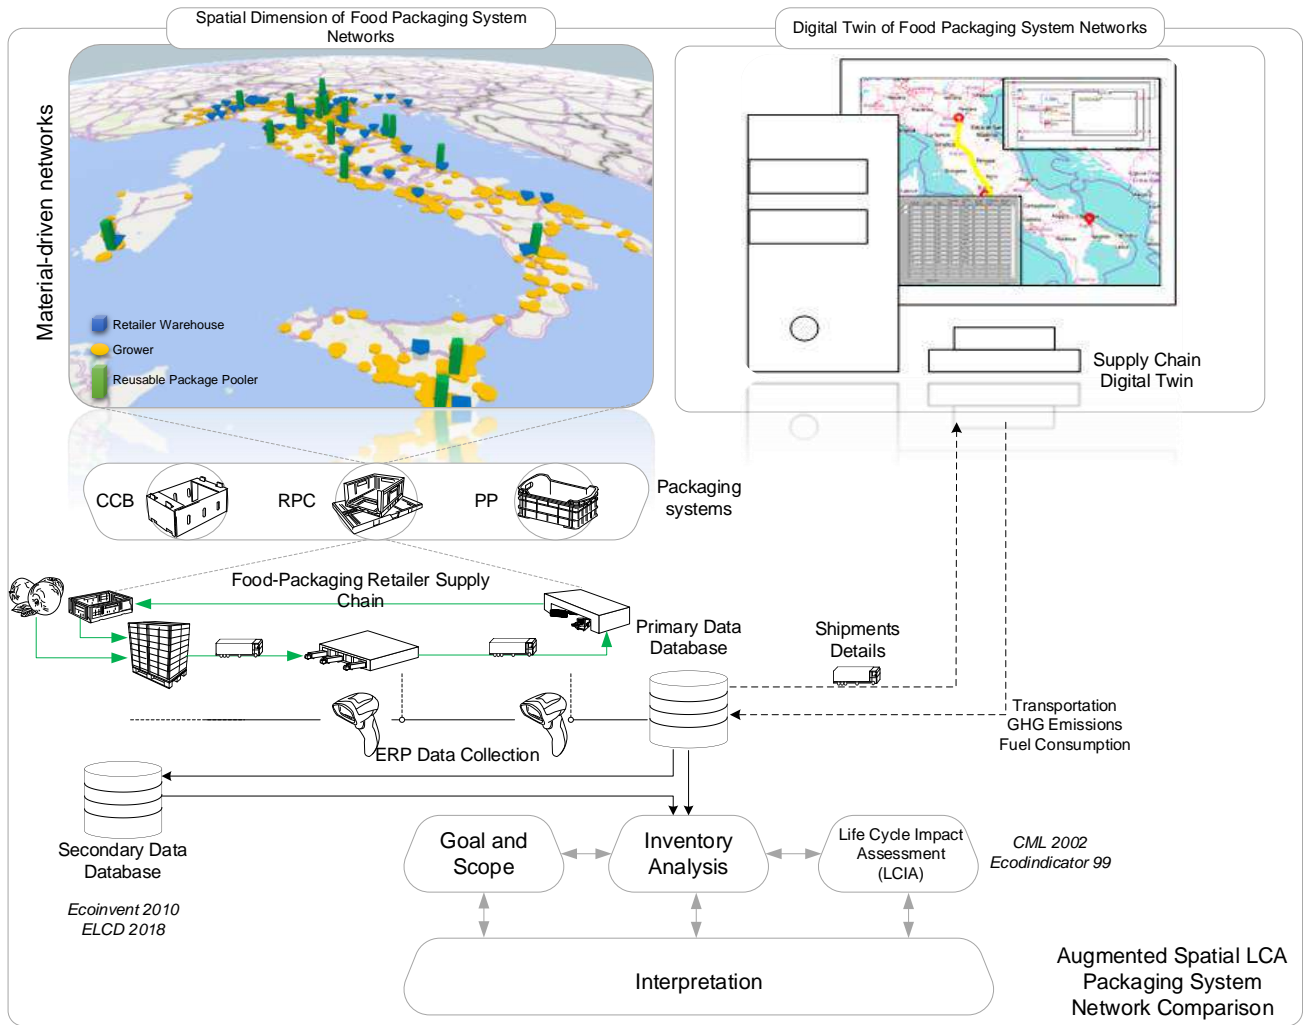 Spatial Dimension of Food Packaging System
Networks
Digital Twin of Food Packaging System Networks
Material-driven networks
Retailer Warehouse
Grower
Reusable Package Pooler
Supply Chain
Digital Twin
CCB
RPC
PP
Packaging
systems
Food-Packaging Retailer Supply
Chain
Primary Data
Database
Shipments
Details
Transportation
GHG Emissions
Fuel Consumption
ERP Data Collection
Secondary Data
Database
Ecoinvent 2010
ELCD 2018
Goal and
Scope
Inventory
Analysis
Life Cycle Impact
Assessment
(LCIA)
CML 2002
Ecodindicator 99
Interpretation
Augmented Spatial LCA
Packaging System
Network Comparison